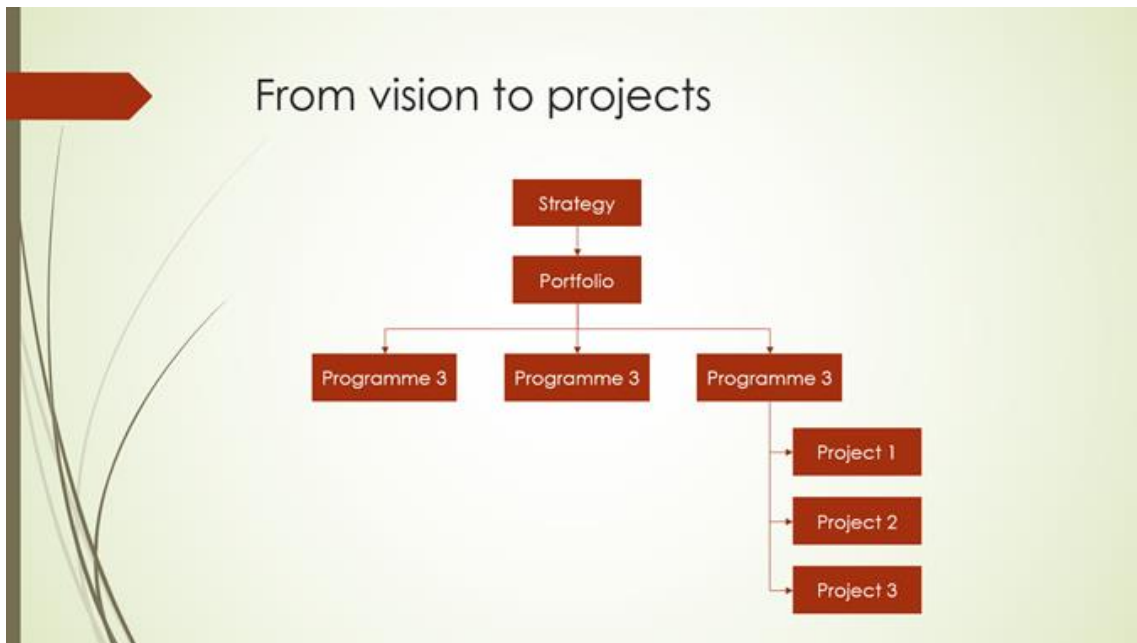 From vision to projects
Strategy
Portfolio
Programme 3
Programme 3
Programme 3
Project 1
Project 2
Project 3